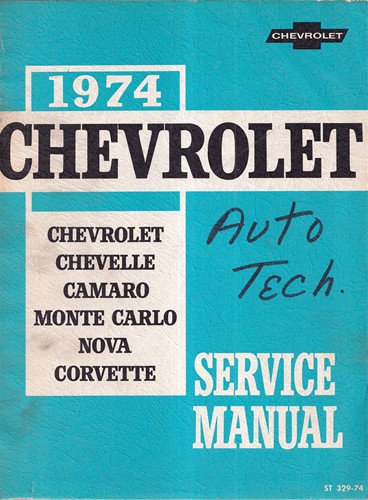 CHEVROLET
1974
CHEVROLET
CHEVROLET
CHEVELLE
CAMARO
MONTE CARLO
NOVA
CORVETTE
Auto
Tech.
SERVICE
MANUAL
ST 329-74